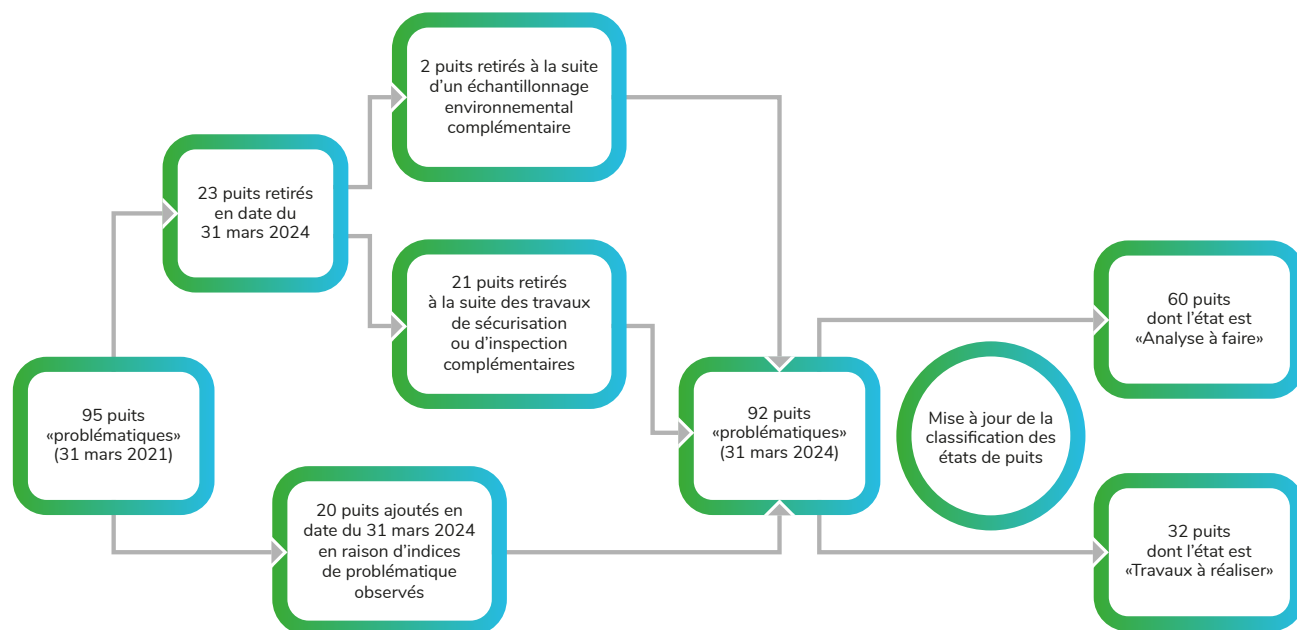 2 puits retirés à la suite
d'un échantillonnage
environnemental
complémentaire
23 puits retirés
en date du
31 mars 2024
21 puits retirés
à la suite des travaux
de sécurisation
ou d'inspection
complémentaires
95 puits
«problématiques»
(31 mars 2021)
20 puits ajoutés en
date du 31 mars 2024
en raison d'indices
de problématique
observés
92 puits
«problématiques»
(31 mars 2024)
Mise à jour de la
classification des
états de puits
60 puits
dont l'état est
«Analyse à faire»
32 puits
dont l'état est
«Travaux à réaliser»